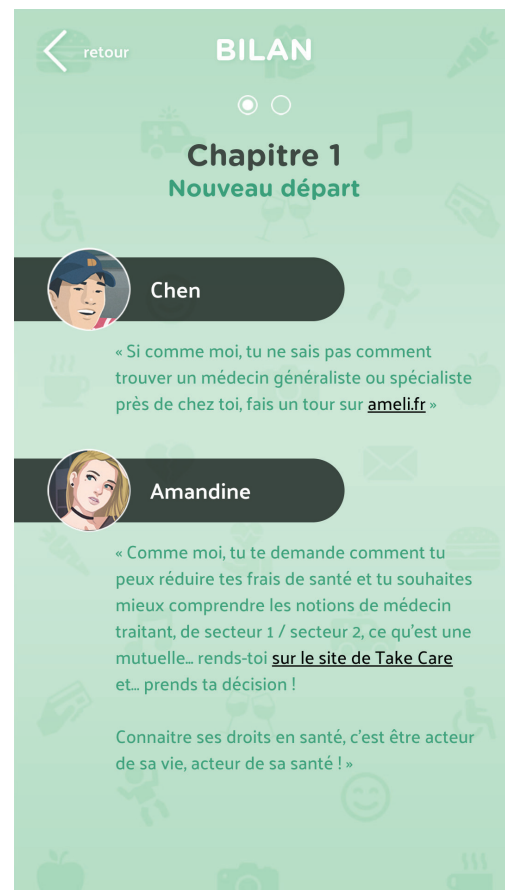 retour
BILAN
Chapitre 1
Nouveau départ
Chen
« Si comme moi, tu ne sais pas comment
trouver un médecin généraliste ou spécialiste
près de chez toi, fais un tour sur ameli.fr »
Amandine
« Comme moi, tu te demande comment tu
peux réduire tes frais de santé et tu souhaites
mieux comprendre les notions de médecin
traitant, de secteur 1 / secteur 2, ce qu'est une
mutuelle... rends-toi sur le site de Take Care
et... prends ta décision !
Connaitre ses droits en santé, c'est être acteur
de sa vie, acteur de sa santé ! »